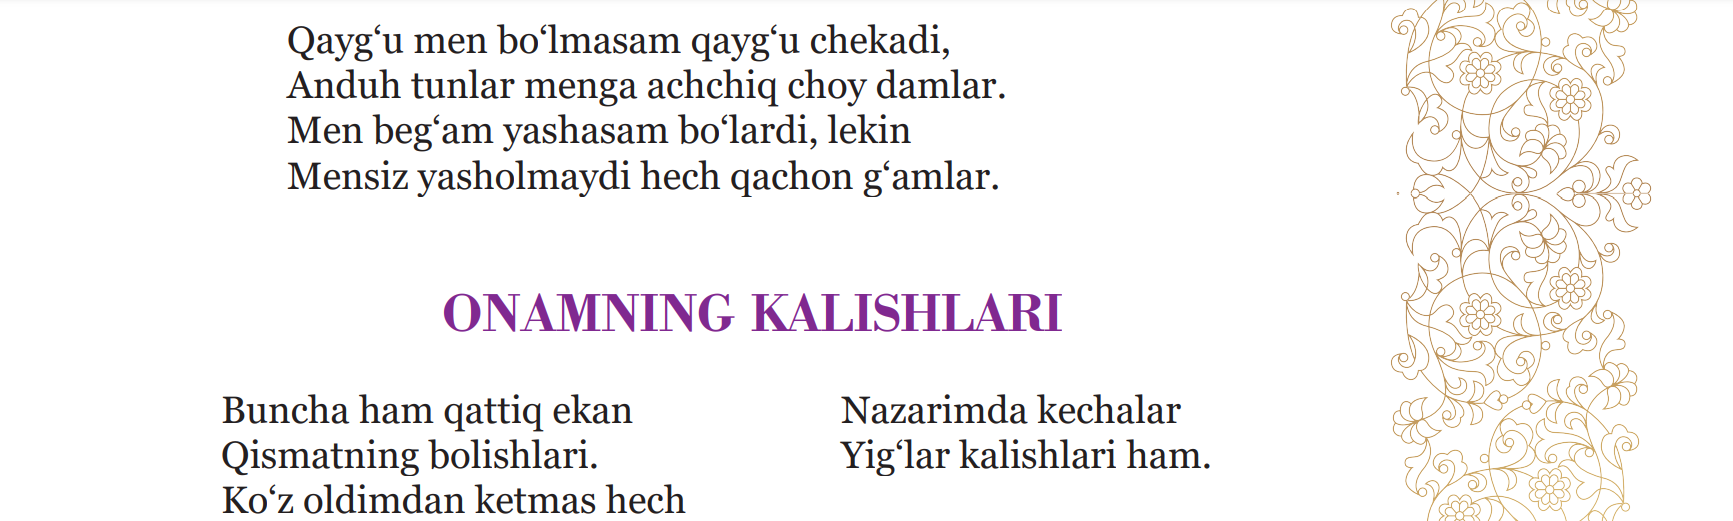 Qayg‘u men bo‘lmasam qayg‘u chekadi,
Anduh tunlar menga achchiq choy damlar.
Men beg‘am yashasam bo‘lardi, lekin
Mensiz yasholmaydi hech qachon g‘amlar.
ONAMNING KALISHLARI
Buncha ham qattiq ekan
Qismatning bolishlari.
Ko‘z oldimdan ketmas hech
Nazarimda kechalar
Yig‘lar kalishlari ham.